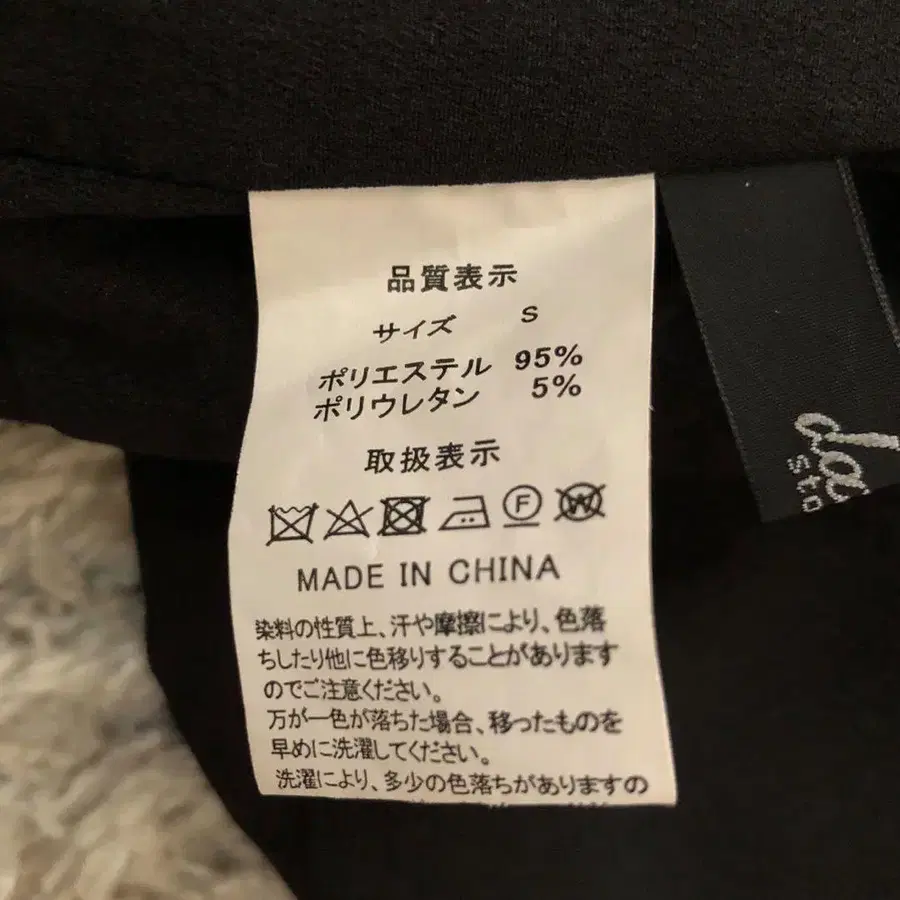 品質表示
サイズ S
ポリエステル 95%
ポリウレタン 5%
取扱表示
F
W
MADE IN CHINA
染料の性質上、汗や摩擦により、色落
ちしたり他に色移りすることがあります
のでご注意ください。
万が一色が落ちた場合、移ったものを
早めに洗濯してください。
洗濯により、多少の色落ちがありますの